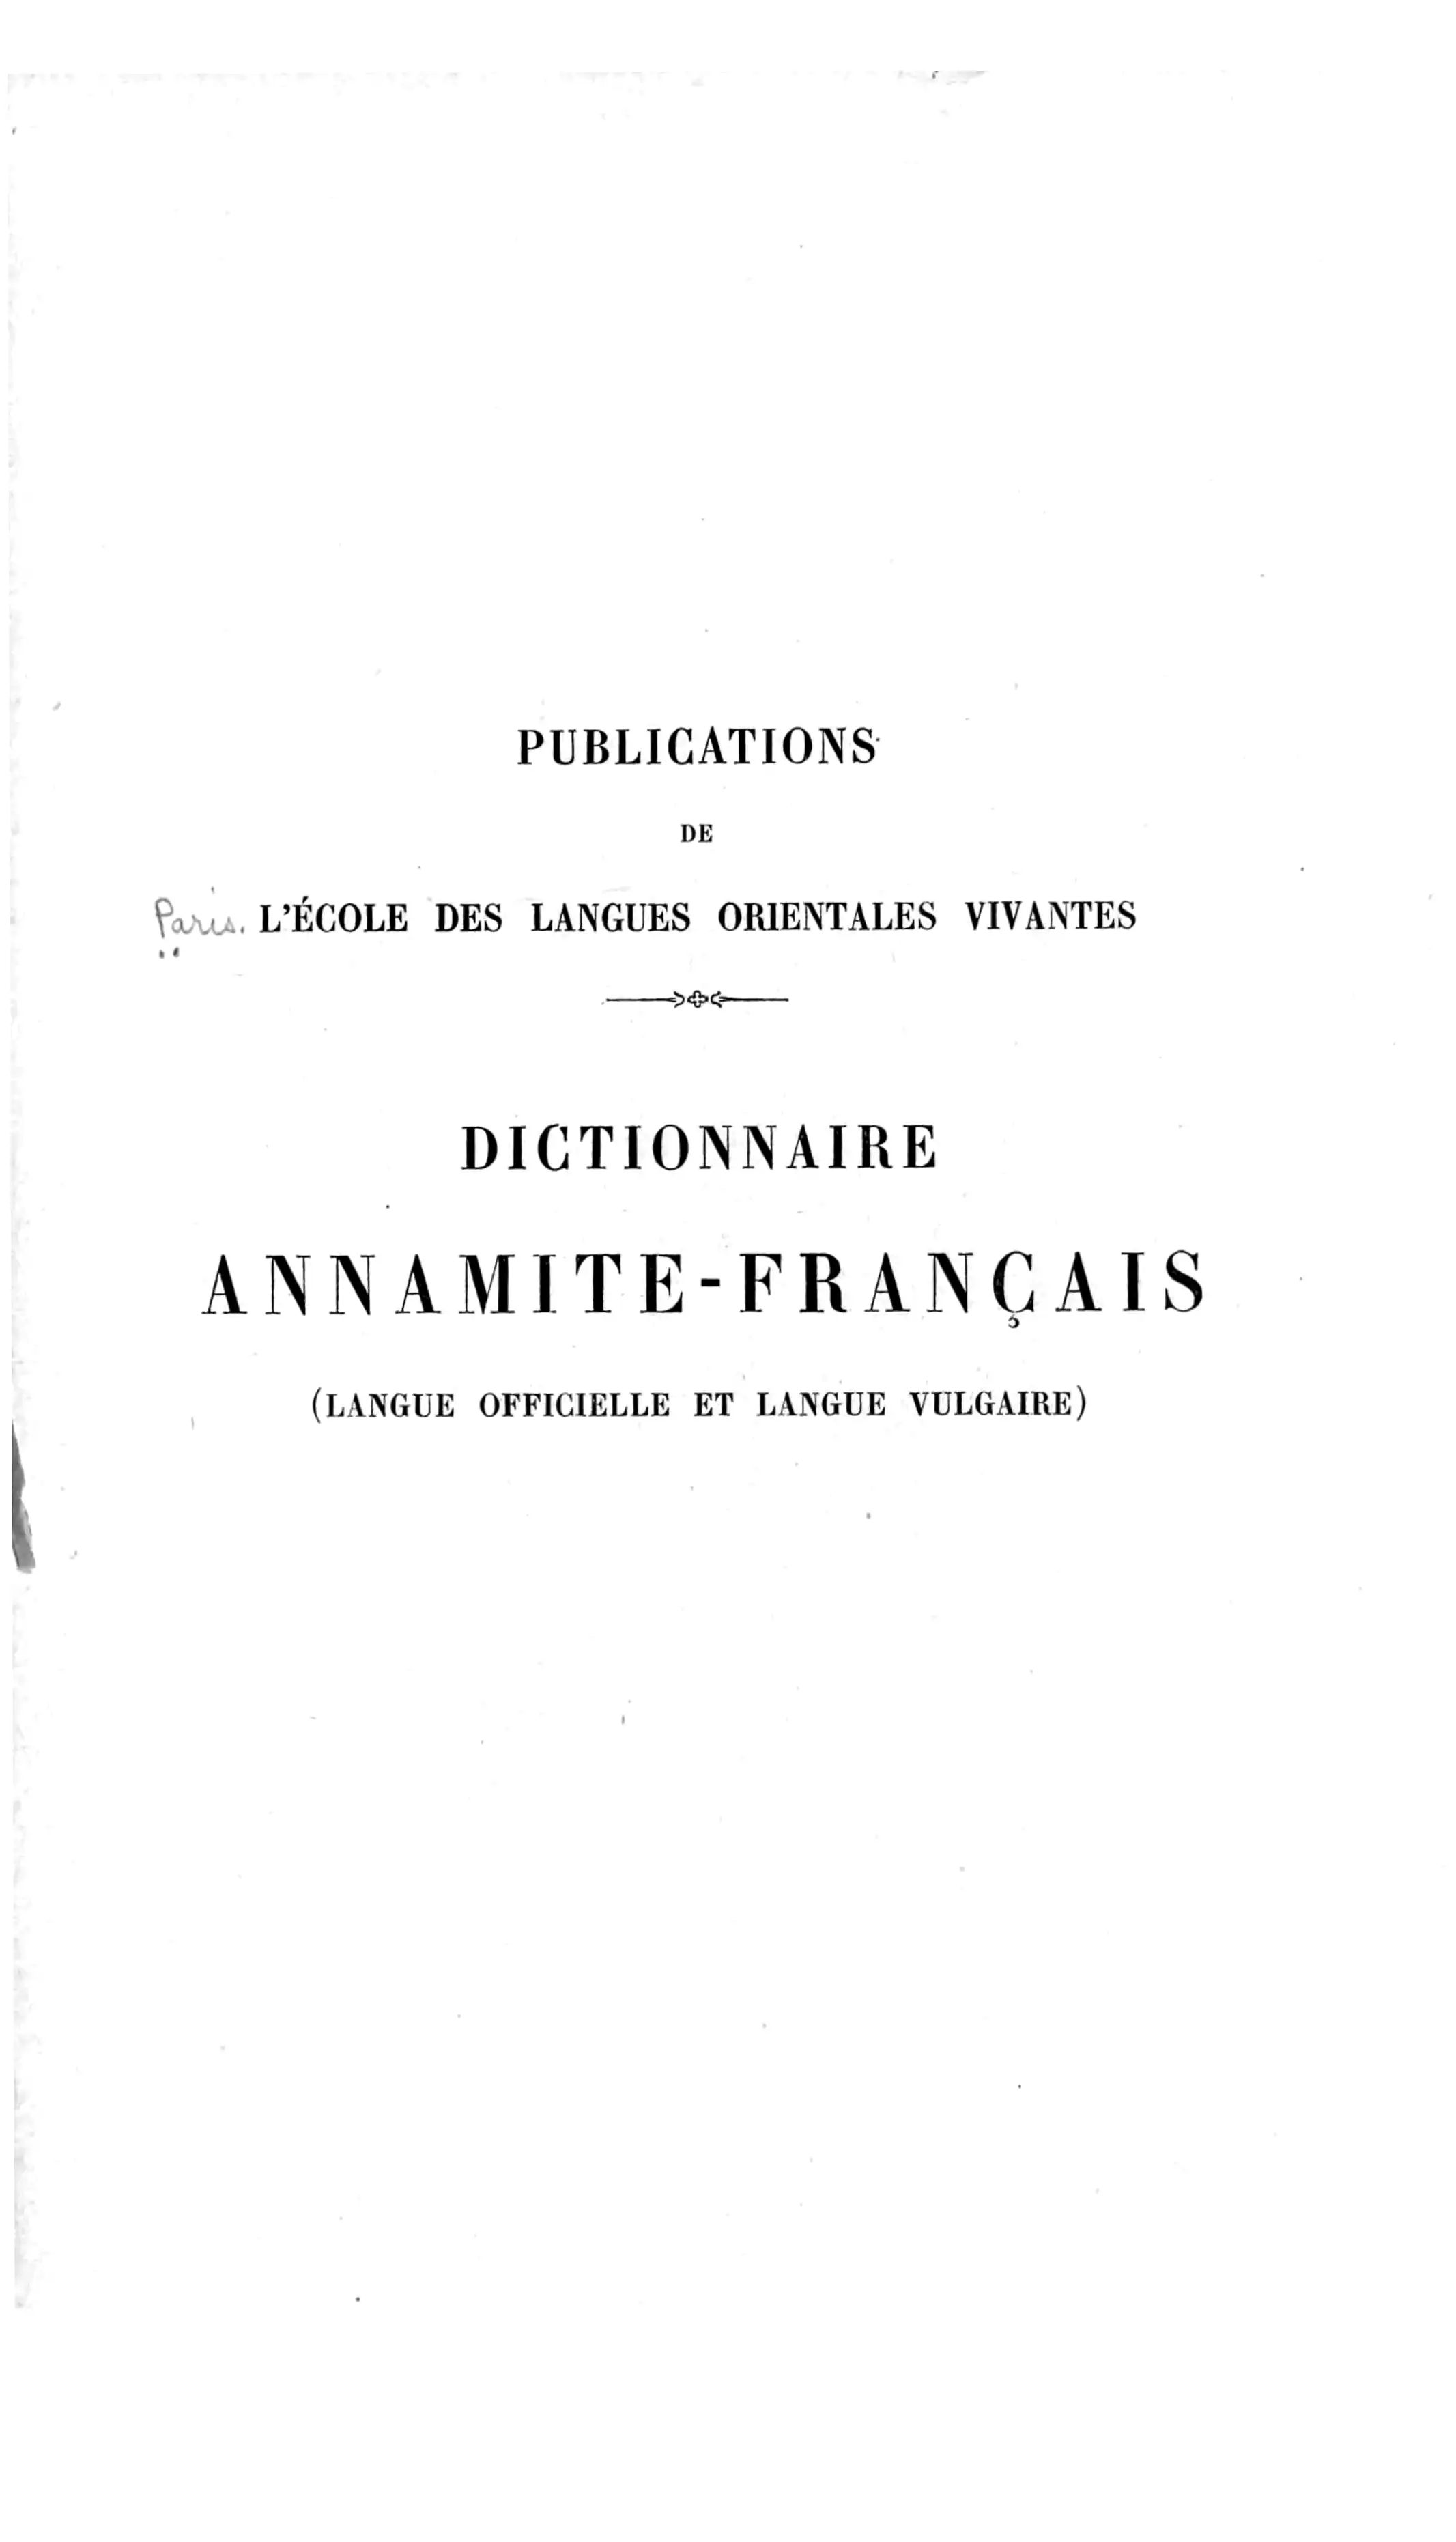 PUBLICATIONS
DE
Paris. L'ÉCOLE DES LANGUES ORIENTALES VIVANTES
DICTIONNAIRE
ANNAMITE-FRANÇAIS
(LANGUE OFFICIELLE ET LANGUE VULGAIRE)